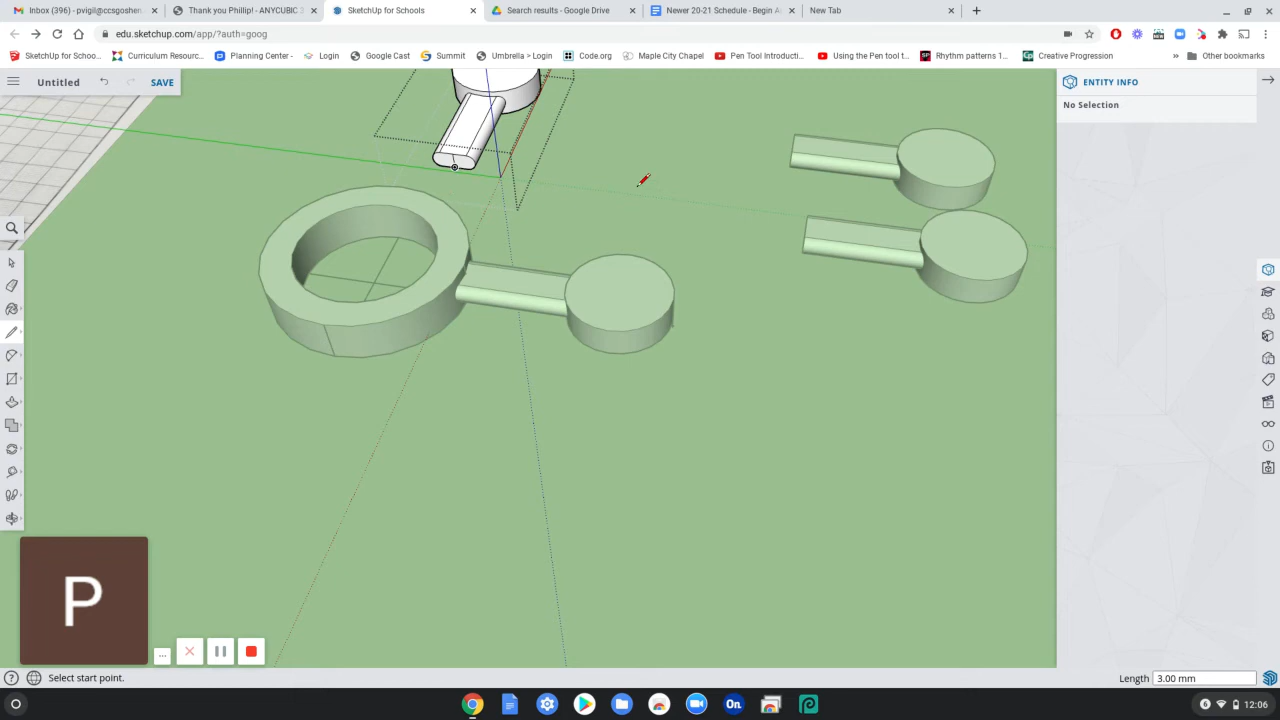 Inbox (396) - pvigil@ccsgoshen
Thank you Phillip! - ANYCUBIC 3
SketchUp for Schools
Search results - Google Drive
Newer 20-21 Schedule - Begin A
New Tab
edu.sketchup.com/app/?auth=goog
SketchUp for Schoo...
Curriculum Resourc...
Planning Center -
Login
Google Cast
Summit
Umbrella > Login
Code.org
Maple City Chapel
Pen Tool Introducti...
Using the Pen tool t...
Rhythm patterns 1...
Creative Progression
»
Other bookmarks
Untitled
SAVE
ENTITY INFO
No Selection
P
...
Select start point.
Length
3.00 mm
On
6
12:06